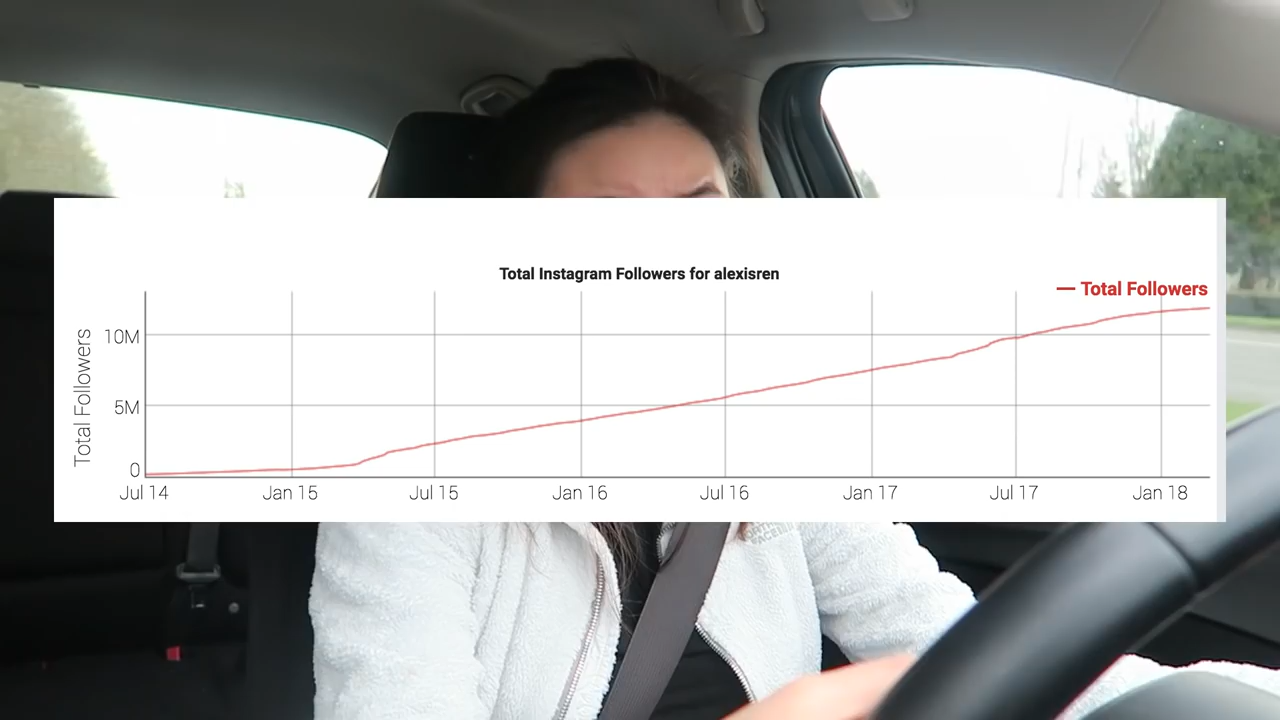 Total Instagram Followers for alexisren
Total Followers
Total Followers
10M
5M
0
Jul 14 Jan 15 Jul 15 Jan 16 Jul 16 Jan 17 Jul 17 Jan 18